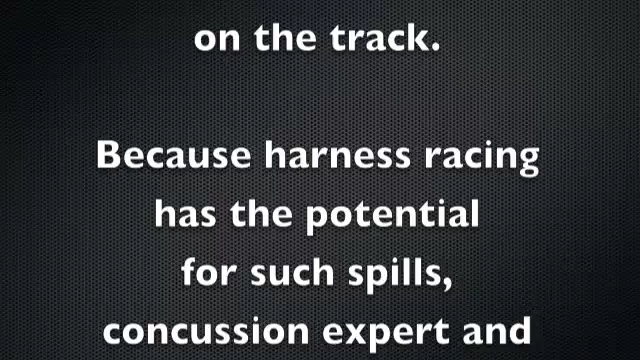 on the track.
Because harness racing
has the potential
for such spills,
concussion expert and